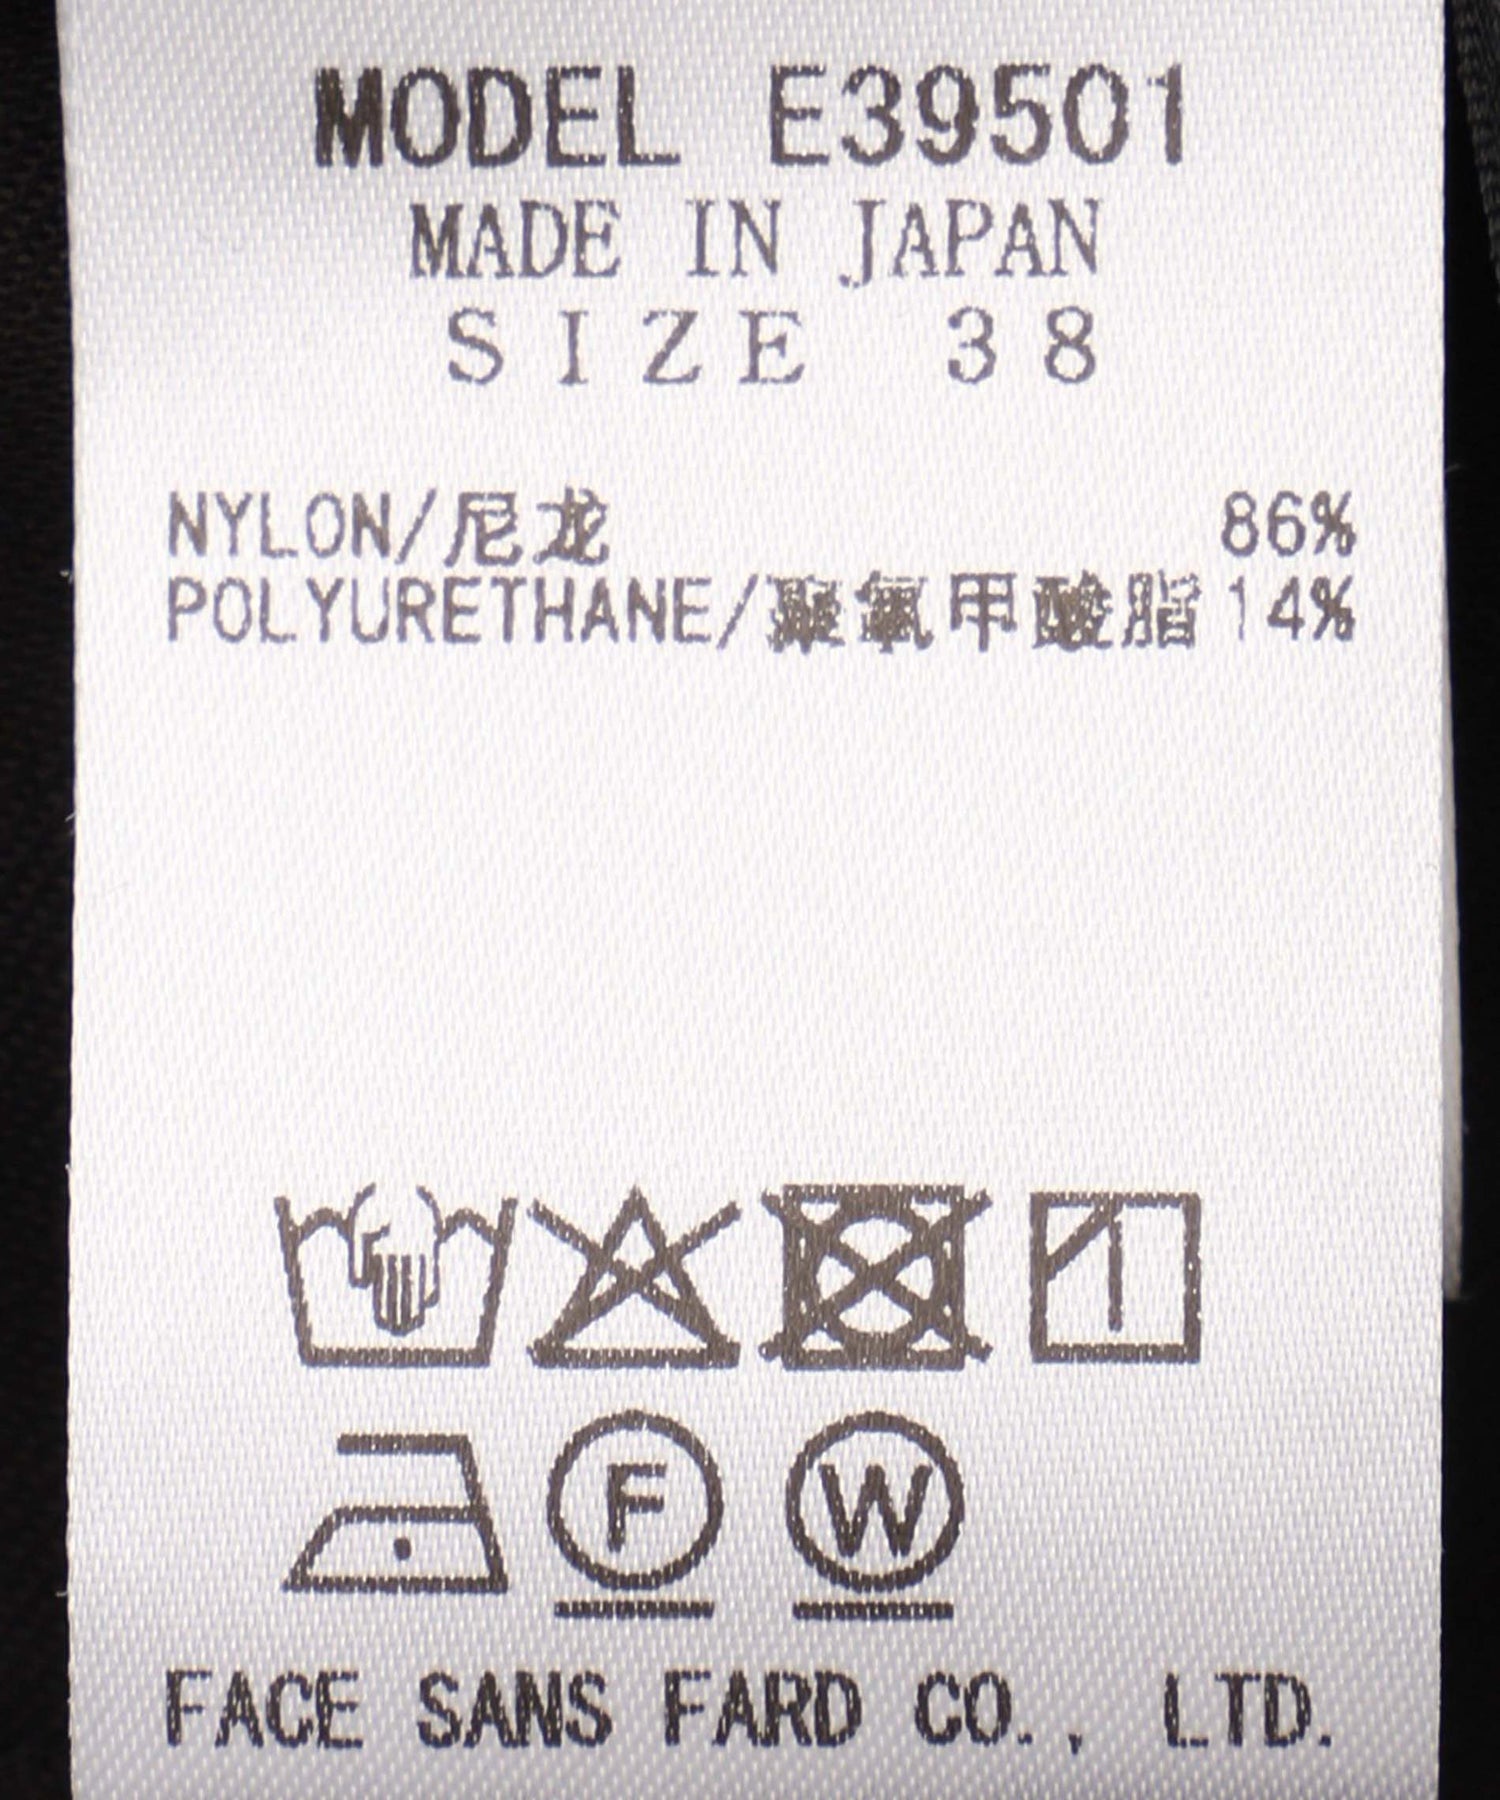 MODEL E39501
MADE IN JAPAN
SIZE 38
NYLON/尼龙 86%
POLYURETHANE/聚氨甲酸脂 14%
F W
FACE SANS FARD CO., LTD.